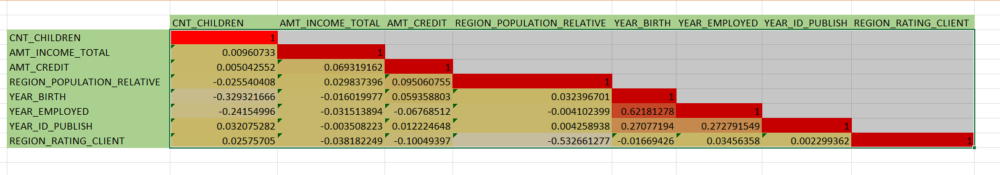 CNT_CHILDREN AMT_INCOME_TOTAL AMT_CREDIT REGION_POPULATION_RELATIVE YEAR_BIRTH YEAR_EMPLOYED YEAR_ID_PUBLISH REGION_RATING_CLIENT
CNT_CHILDREN 1
AMT_INCOME_TOTAL 0.00960733 1
AMT_CREDIT 0.005042552 0.069319162 1
REGION_POPULATION_RELATIVE -0.025540408 0.029837396 0.095060755 1
YEAR_BIRTH -0.329321666 -0.016019977 0.059358803 0.032396701 1
YEAR_EMPLOYED -0.24154996 -0.031513894 -0.06768512 -0.004102399 0.62181278 1
YEAR_ID_PUBLISH 0.032075282 -0.003508223 0.012224648 0.004258938 0.27077194 0.272791549 1
REGION_RATING_CLIENT 0.02575705 -0.038182249 -0.10049397 -0.532661277 -0.01669426 0.03456358 0.002299362 1